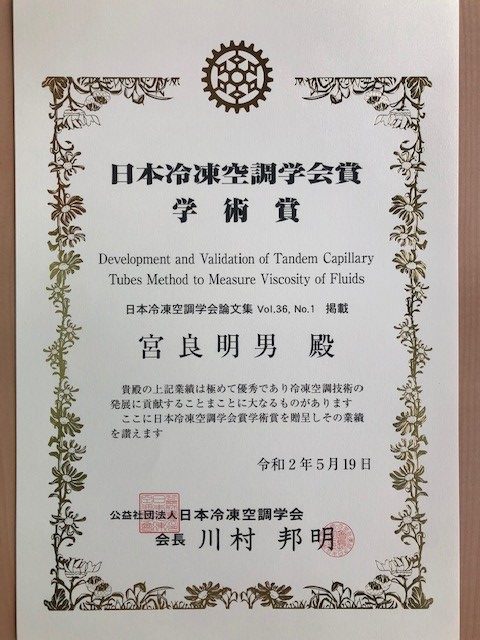 日本冷凍空調学会賞
学術賞
Development and Validation of Tandem Capillary
Tubes Method to Measure Viscosity of Fluids
日本冷凍空調学会論文集 Vol.36, No.1 掲載
宮良明男 殿
貴殿の上記業績は極めて優秀であり冷凍空調技術の
発展に貢献することまことに大なるものがあります
ここに日本冷凍空調学会賞学術賞を贈呈しその業績
を讃えます
令和2年5月19日
公益社団法人日本冷凍空調学会
会長 川村 邦明